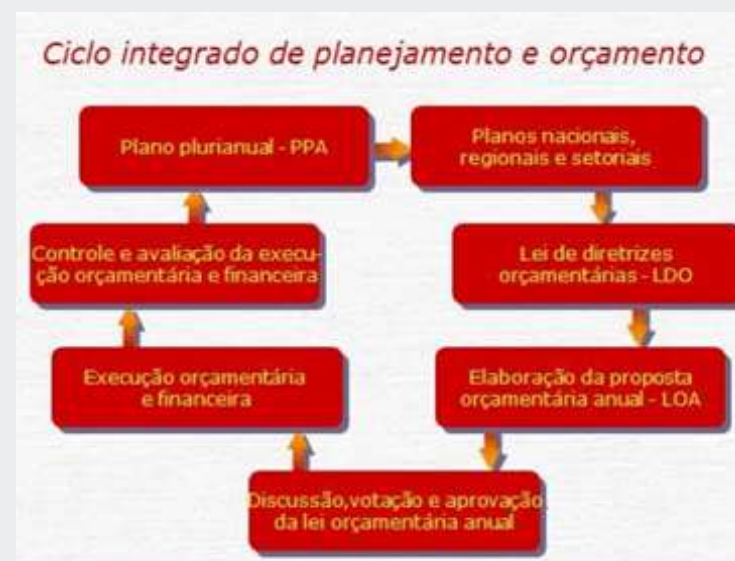 Ciclo integrado de planejamento e orçamento
Plano plurianual - PPA
Planos nacionais,
regionais e setoriais
Lei de diretrizes
orçamentárias - LDO
Elaboração da proposta
orçamentária anual - LOA
Discussão,votação e aprovação
da lei orçamentária anual
Execução orçamentária
e financeira
Controle e avaliação da execu-
ção orçamentária e financeira